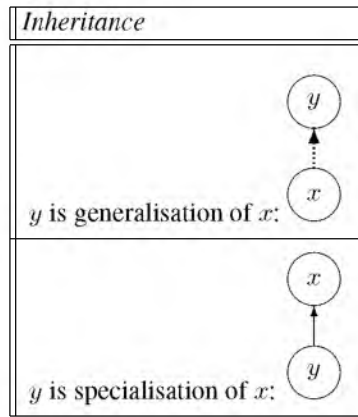 Inheritance
y
x
y is generalisation of x:
x
y
y is specialisation of x: